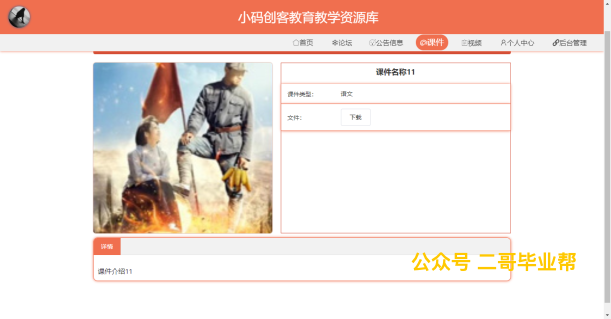 小码创客教育教学资源库
首页 论坛 公告信息 课件 视频 个人中心 后台管理
课件名称11
课件类型： 语文
文件： 下载
详情
课件介绍11
公众号 二哥毕业帮